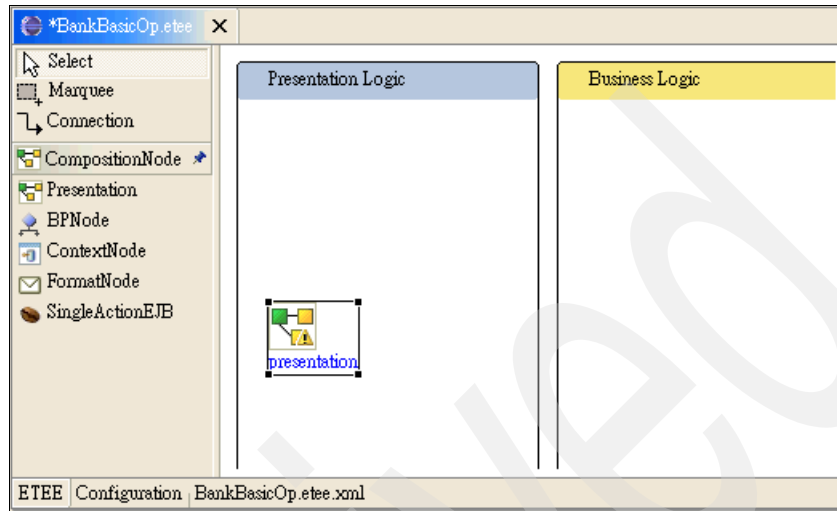 *BankBasicOp.etee
Select
Marquee
Connection
CompositionNode
Presentation
BPNode
ContextNode
FormatNode
SingleActionEJB
Presentation Logic
Business Logic
presentation
ETEE Configuration BankBasicOp.etee.xml